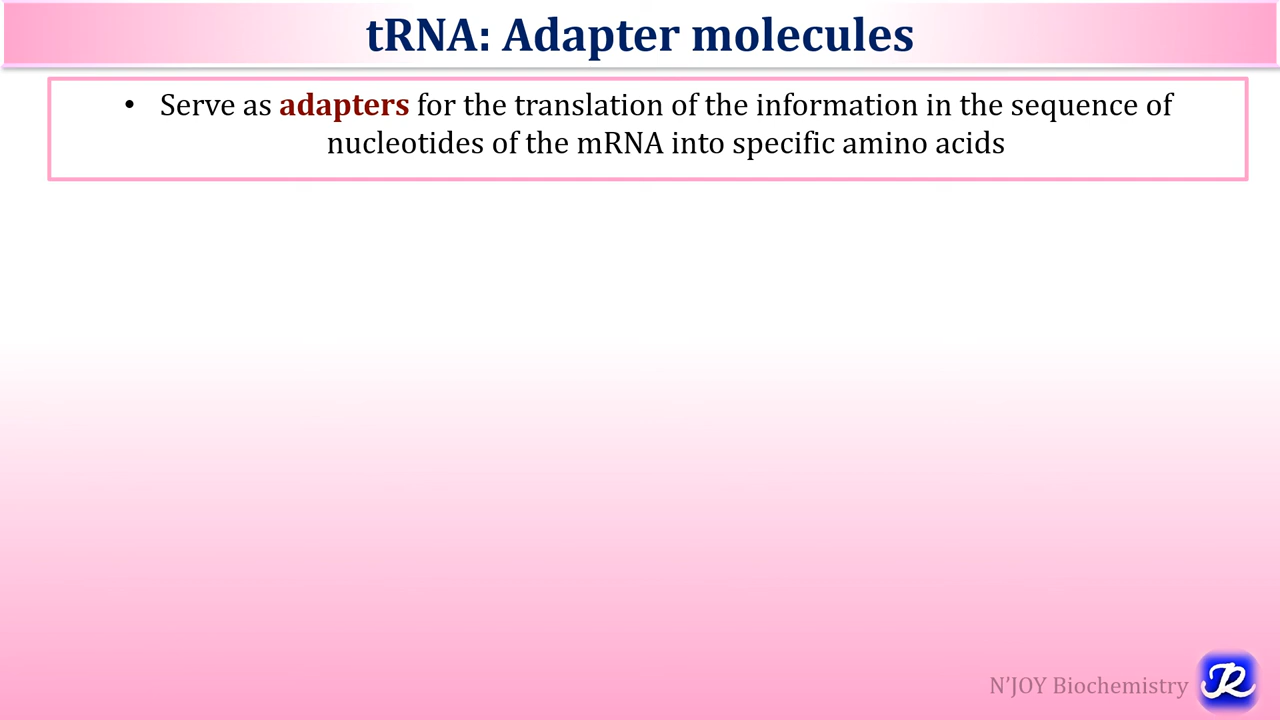 tRNA: Adapter molecules
• Serve as adapters for the translation of the information in the sequence of
nucleotides of the mRNA into specific amino acids
N'JOY Biochemistry
JR